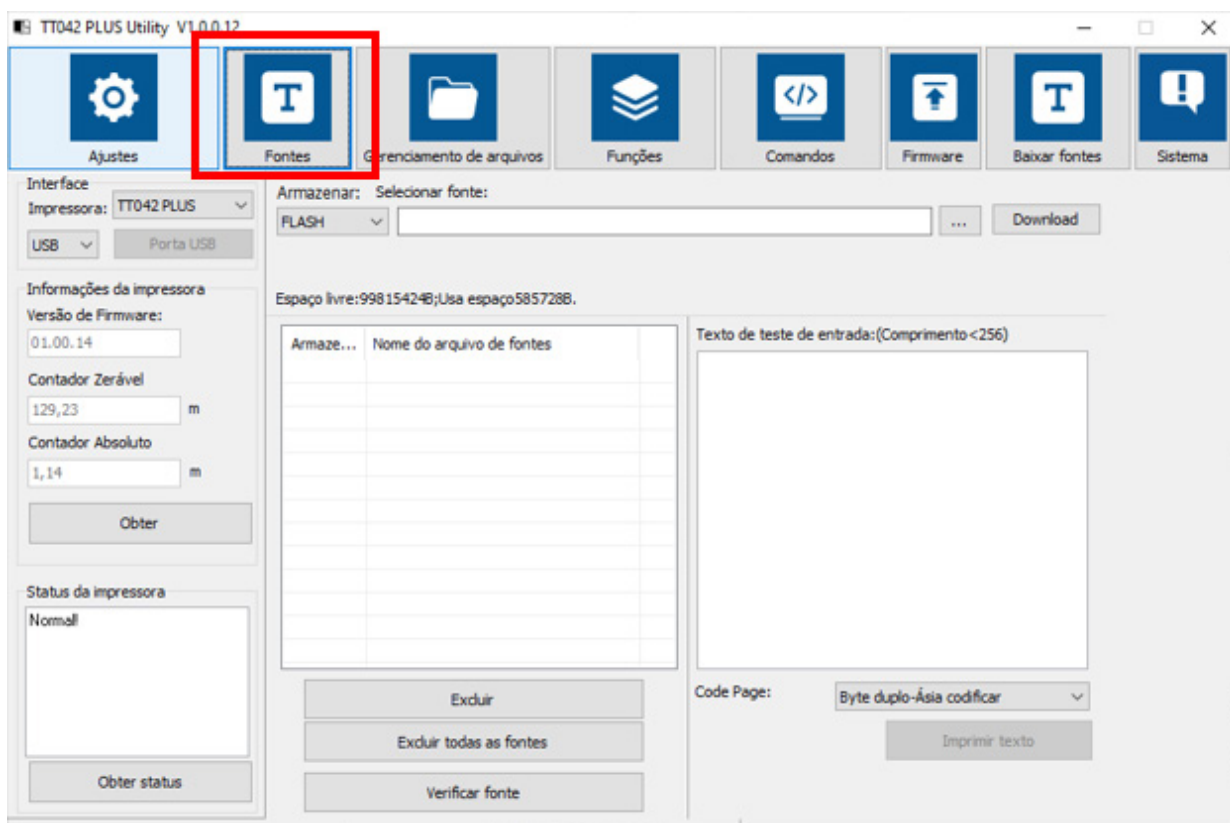 TT042 PLUS Utility V1.0.0.12
Ajustes
Fontes
Gerenciamento de arquivos
Funções
Comandos
Firmware
Baixar fontes
Sistema
Interface
Impressora: TT042 PLUS
USB
Porta USB
Informações da impressora
Versão de Firmware:
01.00.14
Contador Zerável
129,23 m
Contador Absoluto
1,14 m
Obter
Status da impressora
Normal!
Obter status
Armazenar: Selecionar fonte:
FLASH
...
Download
Espaço livre:99815424B;Usa espaço585728B.
Armaze... Nome do arquivo de fontes
Excluir
Excluir todas as fontes
Verificar fonte
Texto de teste de entrada:(Comprimento<256)
Code Page: Byte duplo-Ásia codificar
Imprimir texto